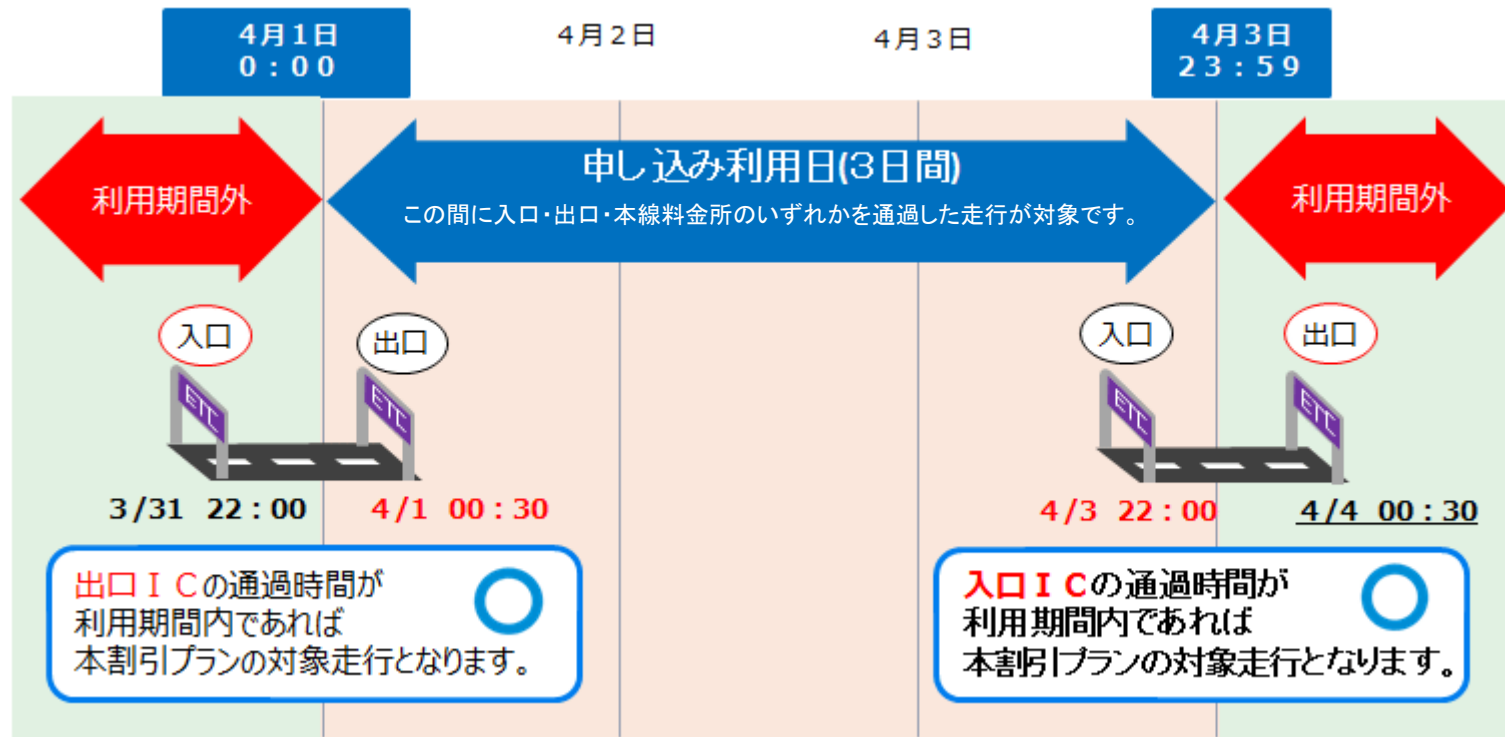 4月1日
0:00
4月2日
4月3日
4月3日
23:59
利用期間外
申し込み利用日(3日間)
この間に入口・出口・本線料金所のいずれかを通過した走行が対象です。
利用期間外
入口
出口
入口
出口
ETC
ETC
ETC
ETC
3/31 22:00
4/1 00:30
4/3 22:00
4/4 00:30
出口ICの通過時間が
利用期間内であれば
本割引プランの対象走行となります。
入口ICの通過時間が
利用期間内であれば
本割引プランの対象走行となります。